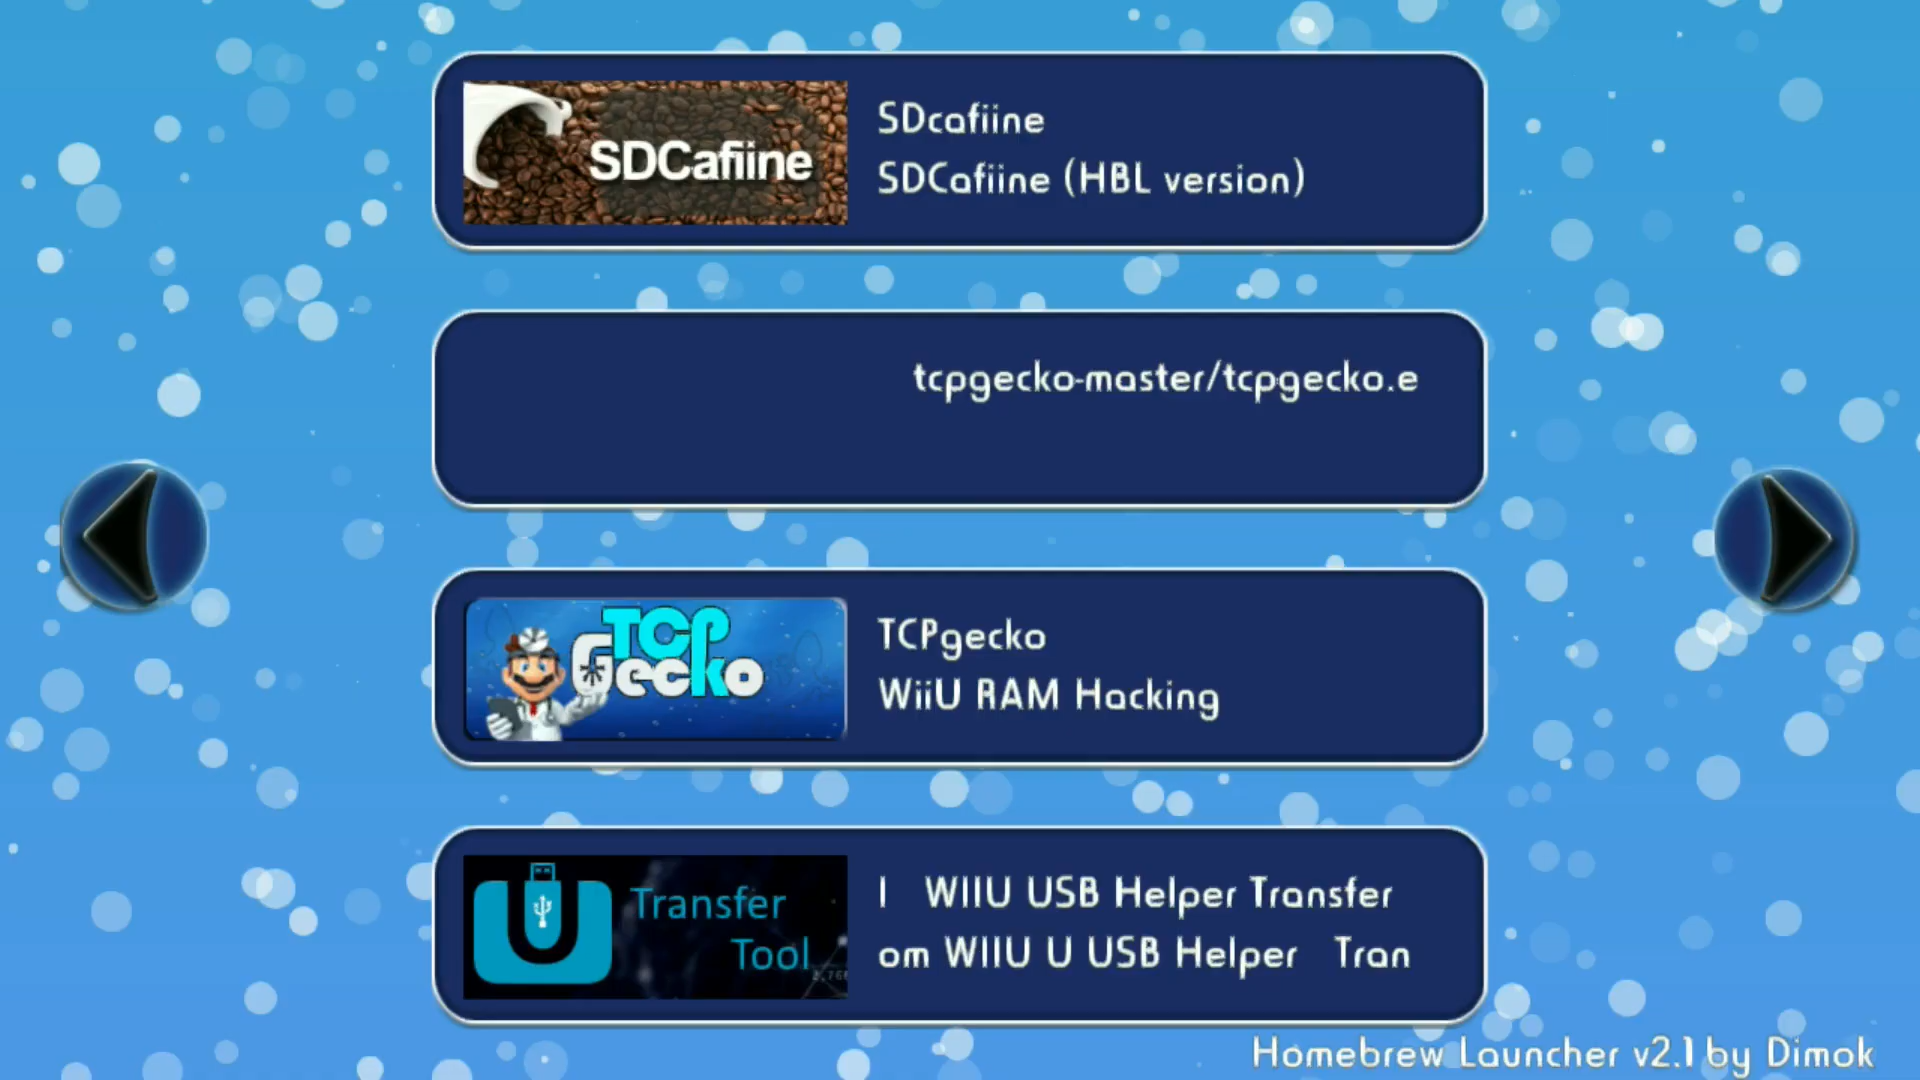 SDCafiine
SDcafiine
SDCafiine (HBL version)
tcpgecko-master/tcpgecko.e
TCP
Gecko
TCPgecko
WiiU RAM Hacking
Transfer
Tool
l WIIU USB Helper Transfer
om WIIU U USB Helper Tran
Homebrew Launcher v2.1 by Dimok